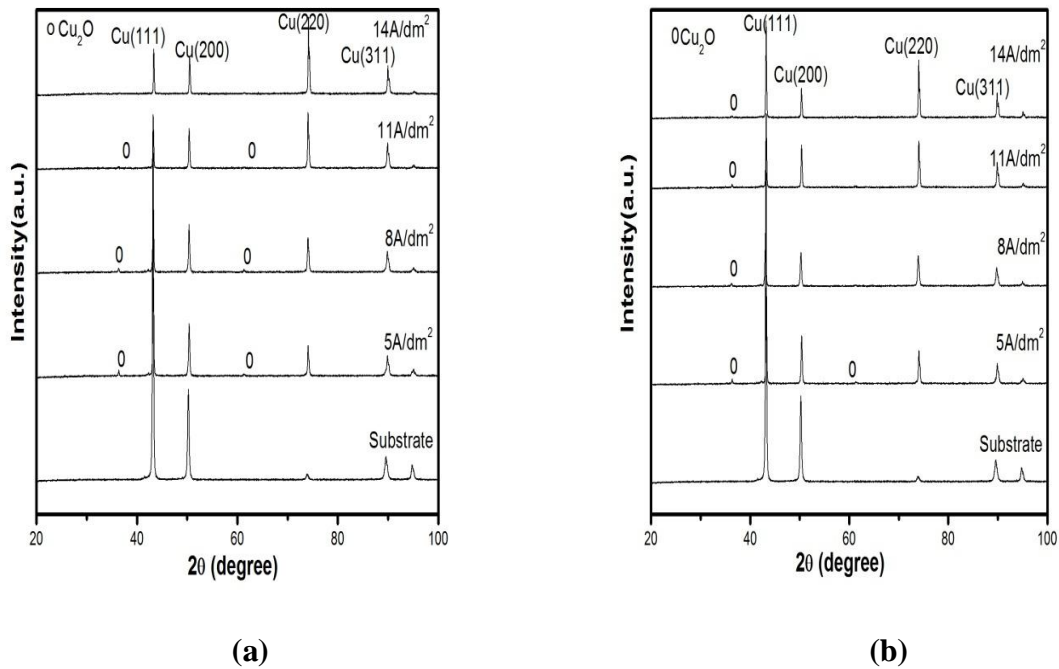 o Cu₂O
Cu(111)
Cu(200)
Cu(220)
14A/dm²
Cu(311)
11A/dm²
0
0
8A/dm²
0
0
5A/dm²
0
0
Substrate
Intensity(a.u.)
20
40
60
80
100
2θ (degree)
(a)
0Cu₂O
Cu(111)
Cu(200)
Cu(220)
14A/dm²
Cu(311)
0
11A/dm²
0
8A/dm²
0
5A/dm²
0
0
Substrate
Intensity(a.u.)
20
40
60
80
100
2θ (degree)
(b)